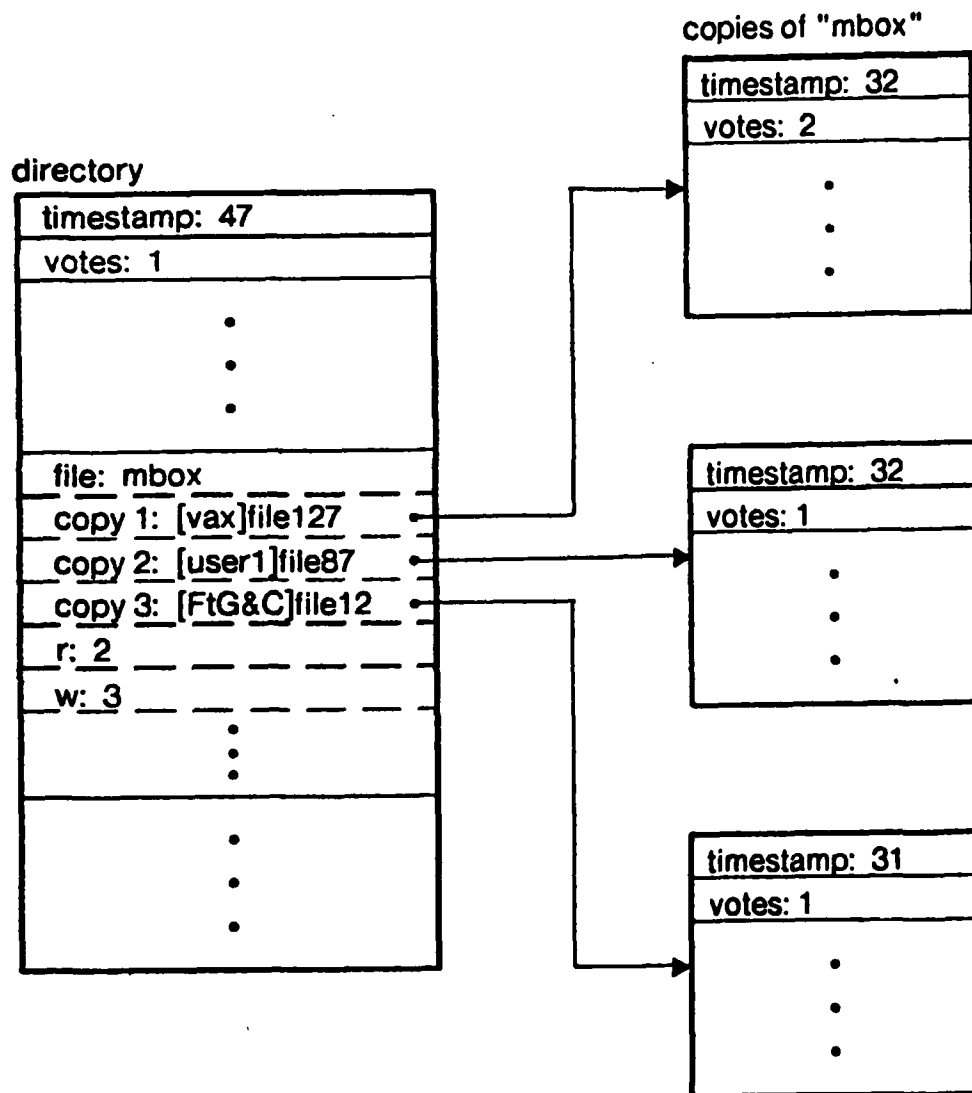 copies of "mbox"
timestamp: 32
votes: 2
directory
timestamp: 47
votes: 1
file: mbox
copy 1: [vax]file127
copy 2: [user1]file87
copy 3: [FtG&C]file12
r: 2
w: 3
timestamp: 32
votes: 1
timestamp: 31
votes: 1